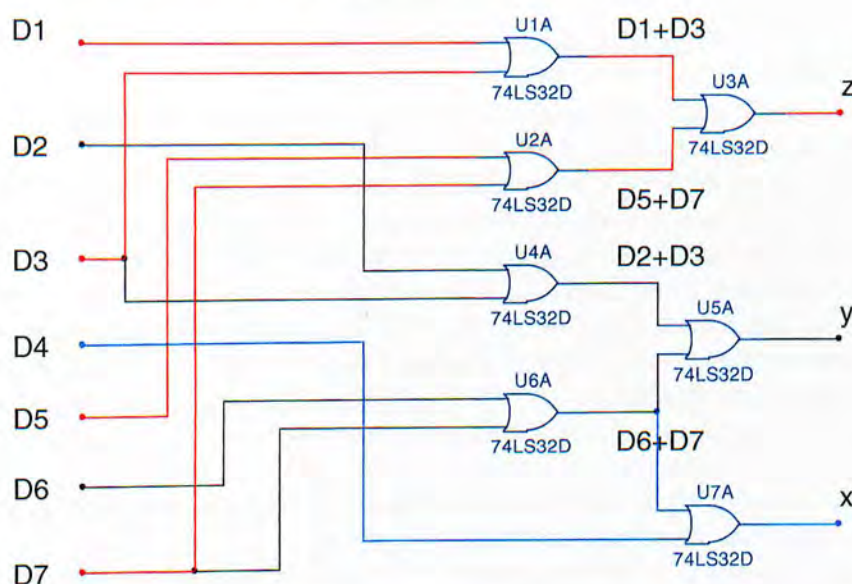 D1
U1A
D1+D3
74LS32D
U3A
z
74LS32D
D2
U2A
74LS32D
D5+D7
D3
U4A
D2+D3
74LS32D
U5A
y
74LS32D
D4
U6A
74LS32D
D6+D7
D5
D6
U7A
x
74LS32D
D7